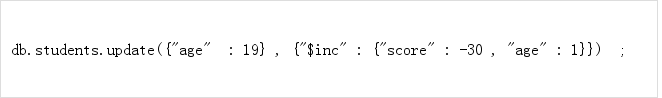 db.students.update({"age"  : 19} , {"$inc" : {"score" : -30 , "age" : 1}})  ;